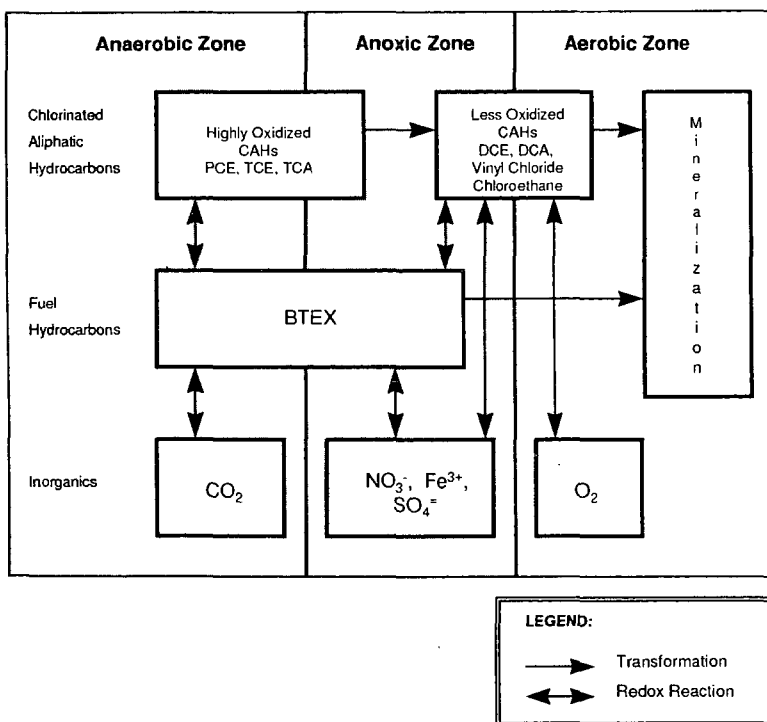 Anaerobic Zone
Anoxic Zone
Aerobic Zone
Chlorinated
Aliphatic
Hydrocarbons
Highly Oxidized
CAHs
PCE, TCE, TCA
Less Oxidized
CAHs
DCE, DCA,
Vinyl Chloride
Chloroethane
Mineralization
Fuel
Hydrocarbons
BTEX
Inorganics
CO₂
NO₃⁻, Fe³⁺,
SO₄⁼
O₂
LEGEND:
Transformation
Redox Reaction